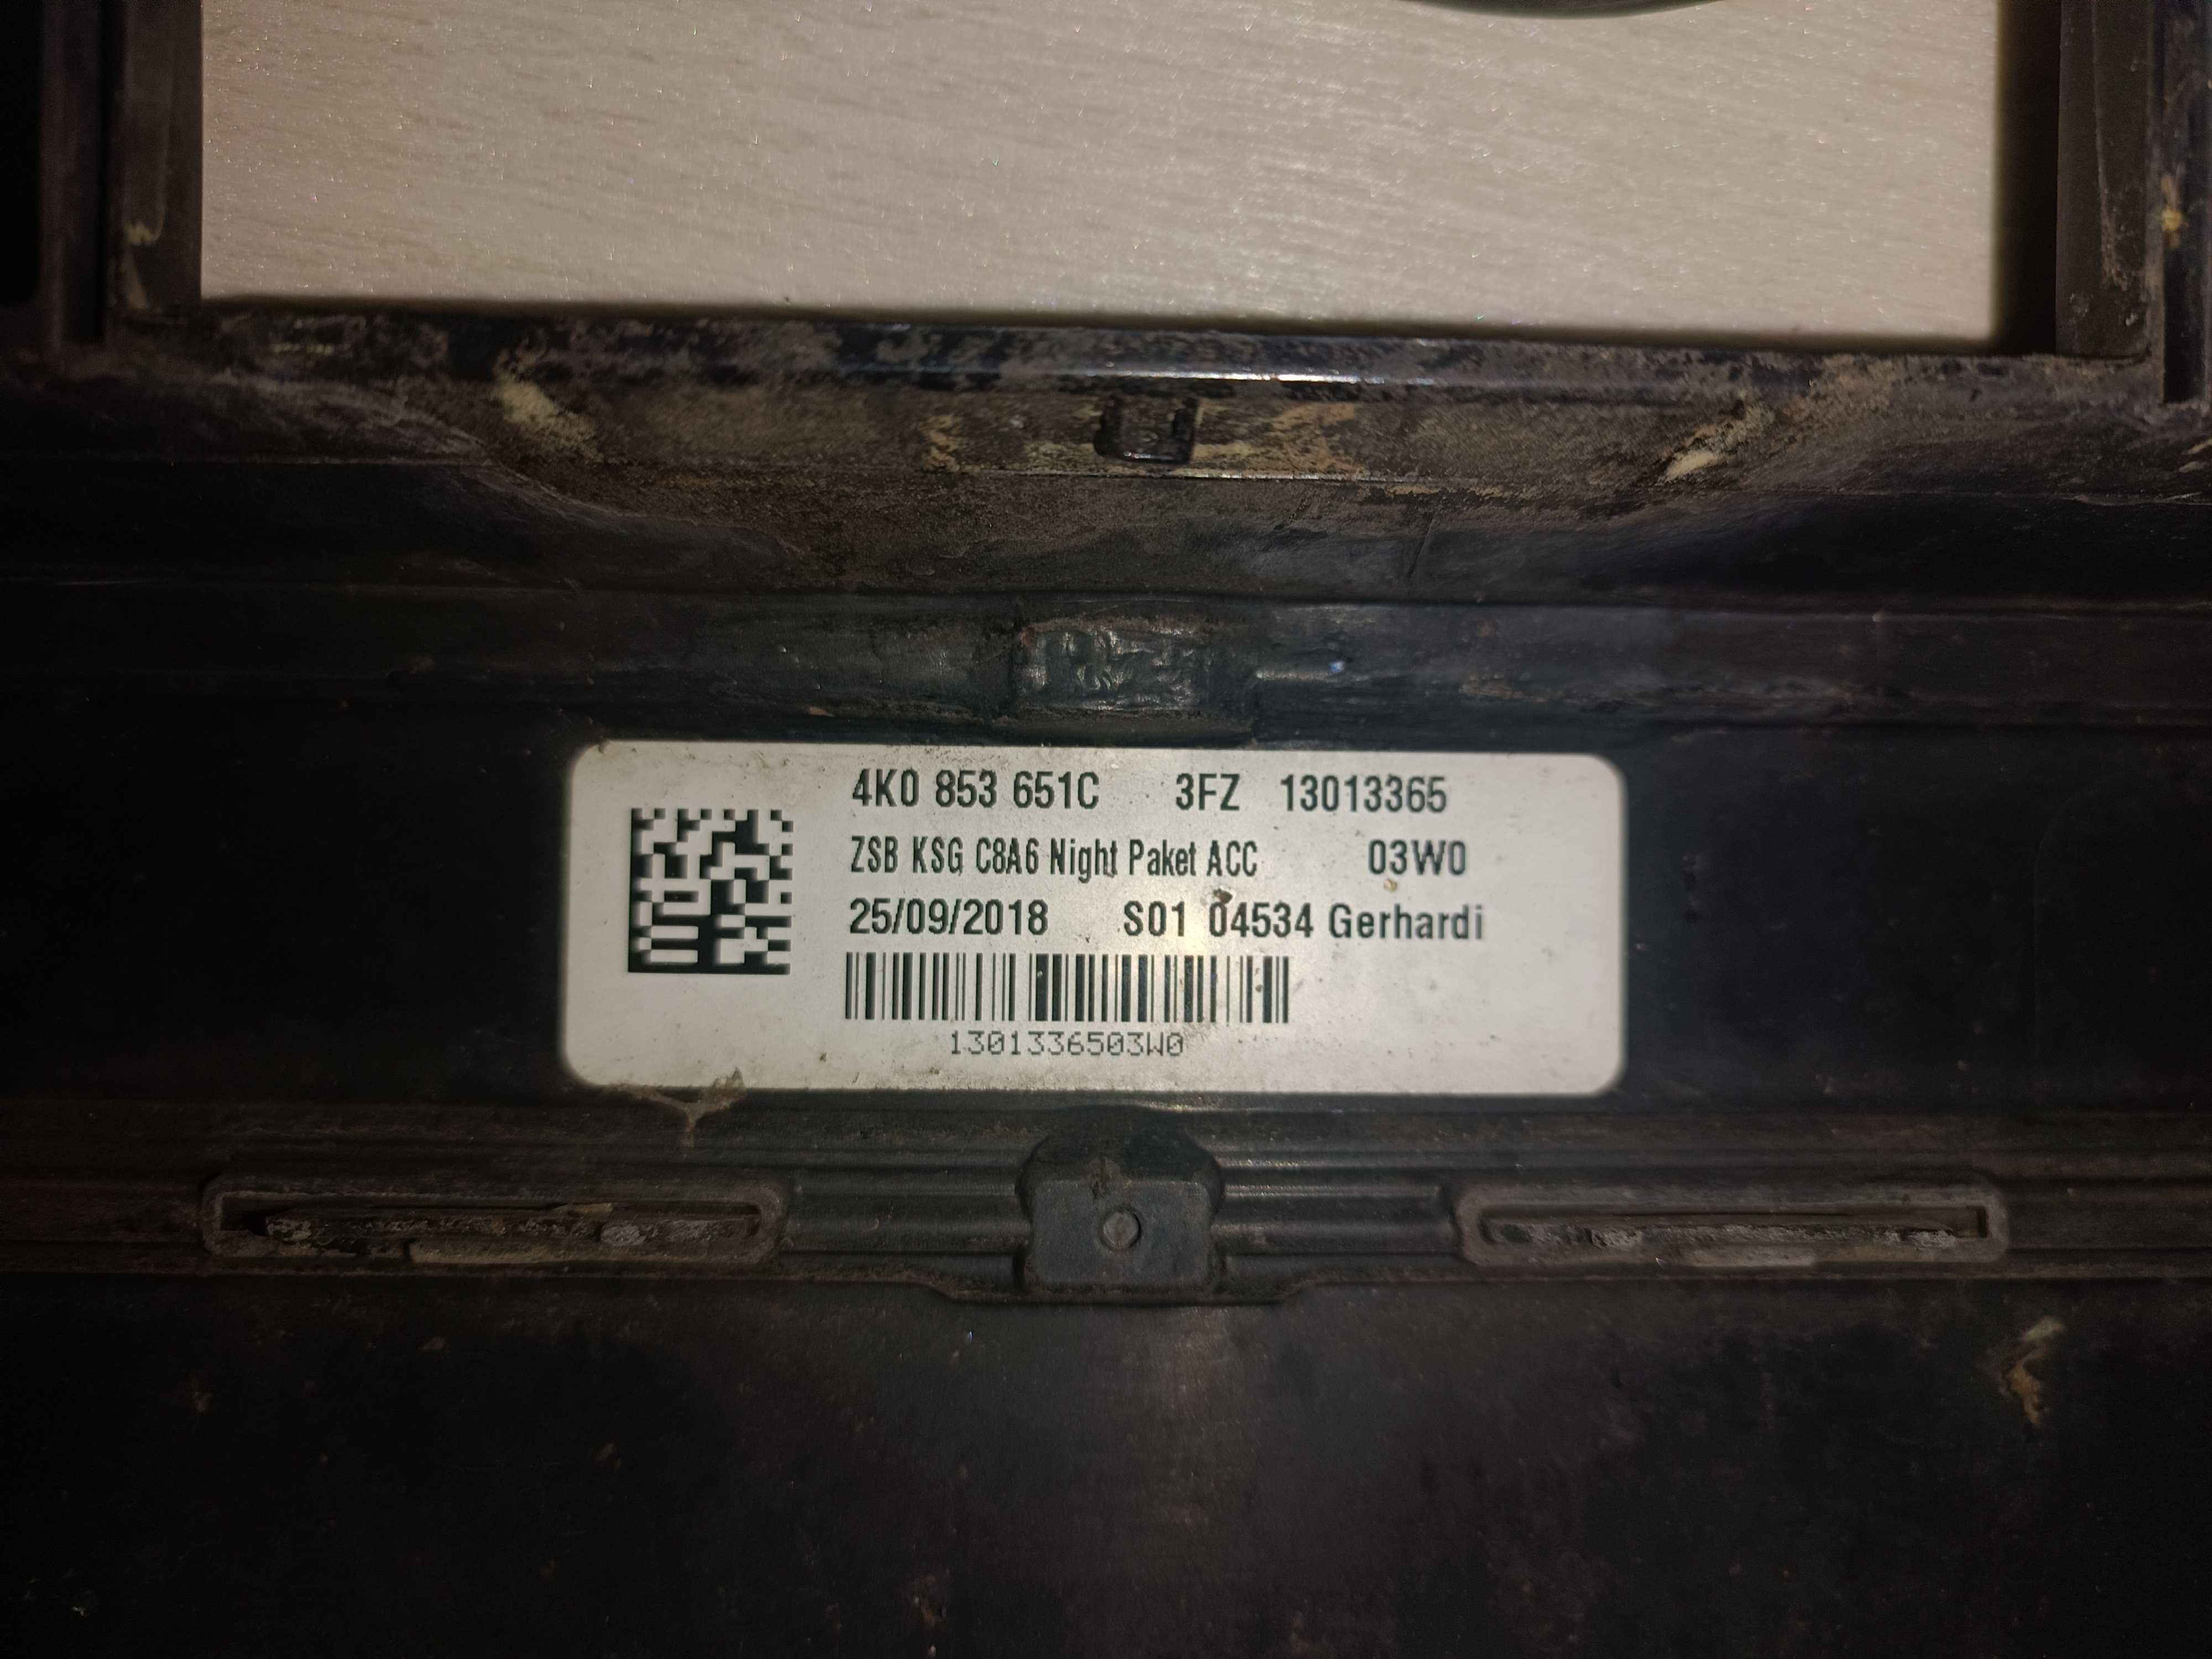 4K0 853 651C 3FZ 13013365
ZSB KSG C8A6 Night Paket ACC 03W0
25/09/2018 S01 04534 Gerhardi
1301336503W0